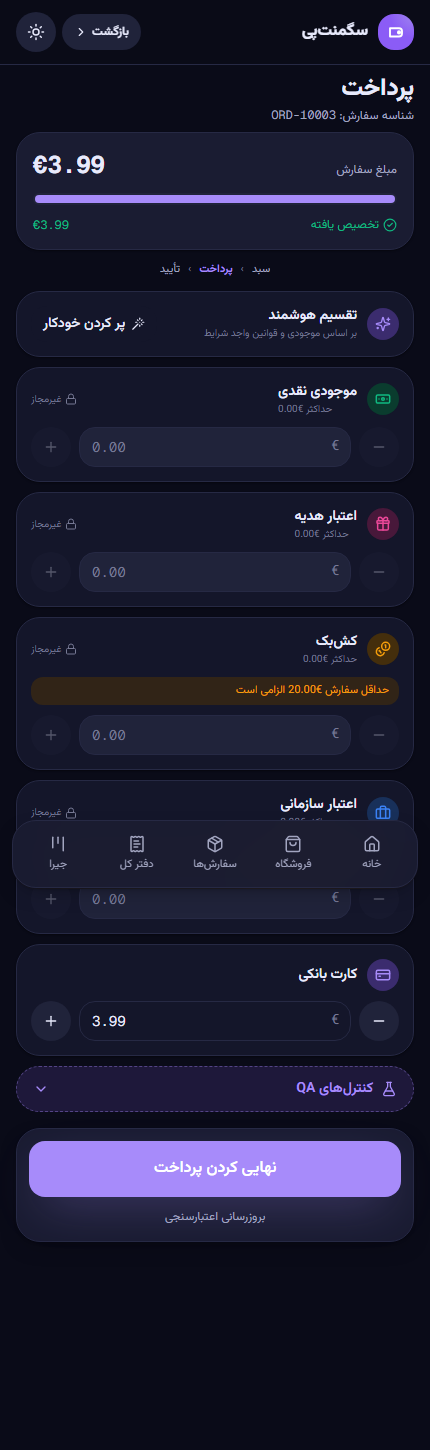 سگمنت‌پی
بازگشت
پرداخت
شناسه سفارش: ORD-10003
مبلغ سفارش
€3.99
تخصیص یافته
€3.99
سبد › پرداخت › تأیید
تقسیم هوشمند
بر اساس موجودی و قوانین واجد شرایط
پر کردن خودکار
موجودی نقدی
حداکثر €0.00
غیرمجاز
€ 0.00
اعتبار هدیه
حداکثر €0.00
غیرمجاز
€ 0.00
کش‌بک
حداکثر €0.00
غیرمجاز
حداقل سفارش €20.00 الزامی است
€ 0.00
اعتبار سازمانی
غیرمجاز
خانه
فروشگاه
سفارش‌ها
دفتر کل
جیرا
€ 0.00
کارت بانکی
€ 3.99
کنترل‌های QA
نهایی کردن پرداخت
بروزرسانی اعتبارسنجی